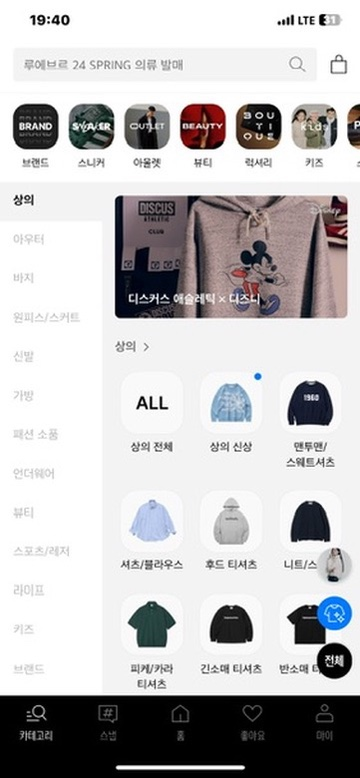 19:40
LTE 31
루에브르 24 SPRING 의류 발매
BRAND
OUTLET
BEAUTY
BOU
TI
QUE
kids
브랜드
스니커
아울렛
뷰티
럭셔리
키즈
상의
아우터
바지
원피스/스커트
신발
가방
패션 소품
언더웨어
뷰티
스포츠/레저
라이프
키즈
브랜드
DISCUS
ATHLETIC
CLUB
Disney
디스커스 애슬레틱 × 디즈니
상의 >
ALL
1960
상의 전체
상의 신상
맨투맨/
스웨트셔츠
셔츠/블라우스
후드 티셔츠
니트/스
피케/카라
티셔츠
긴소매 티셔츠
반소매 티
전체
카테고리
스냅
홈
좋아요
마이